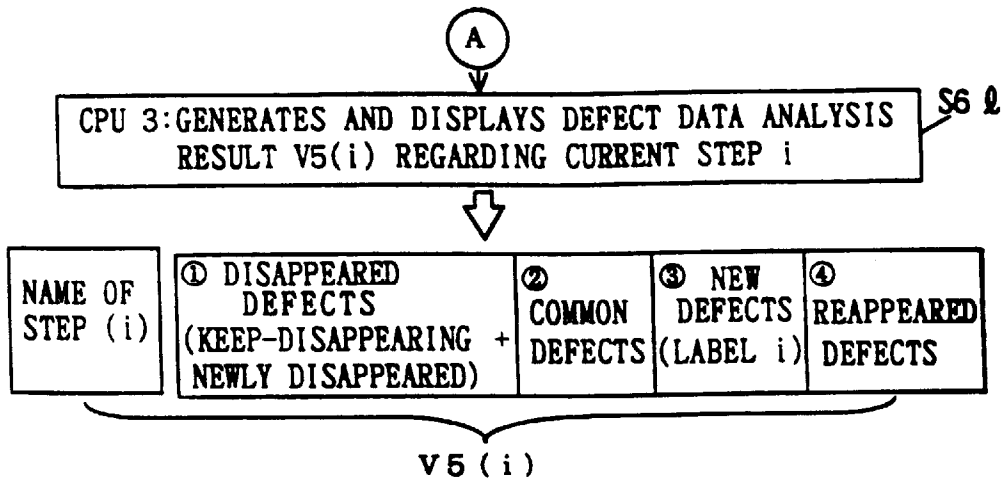 A
CPU 3:GENERATES AND DISPLAYS DEFECT DATA ANALYSIS
RESULT V5(i) REGARDING CURRENT STEP i
S6 ℓ
NAME OF
STEP (i)
① DISAPPEARED
DEFECTS
(KEEP-DISAPPEARING +
NEWLY DISAPPEARED)
②
COMMON
DEFECTS
③ NEW
DEFECTS
(LABEL i)
④
REAPPEARED
DEFECTS
V5(i)